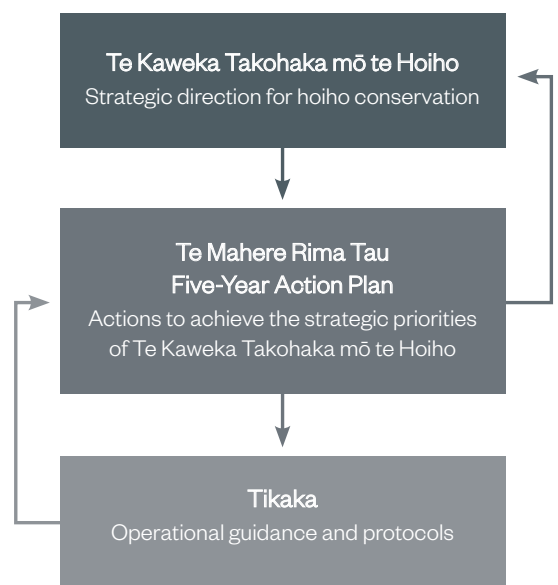 Te Kaweka Takohaka mō te Hoiho
Strategic direction for hoiho conservation
Te Mahere Rima Tau
Five-Year Action Plan
Actions to achieve the strategic priorities
of Te Kaweka Takohaka mō te Hoiho
Tikaka
Operational guidance and protocols